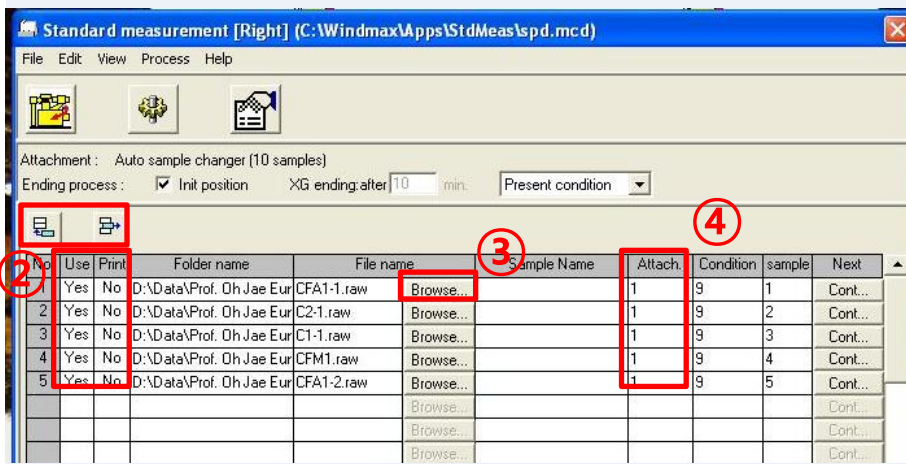 Standard measurement [Right] (C:\Windmax\Apps\StdMeas\spd.mcd)
File Edit View Process Help
Attachment : Auto sample changer (10 samples)
Ending process : Init position XG ending:after 10 min. Present condition
② ③ ④
No Use Print Folder name File name Sample Name Attach. Condition sample Next
1 Yes No D:\Data\Prof. Oh Jae Eur CFA1-1.raw Browse... 1 9 1 Cont...
2 Yes No D:\Data\Prof. Oh Jae Eur C2-1.raw Browse... 1 9 2 Cont...
3 Yes No D:\Data\Prof. Oh Jae Eur C1-1.raw Browse... 1 9 3 Cont...
4 Yes No D:\Data\Prof. Oh Jae Eur CFM1.raw Browse... 1 9 4 Cont...
5 Yes No D:\Data\Prof. Oh Jae Eur CFA1-2.raw Browse... 1 9 5 Cont...
Browse... Cont...
Browse... Cont...
Browse... Cont...